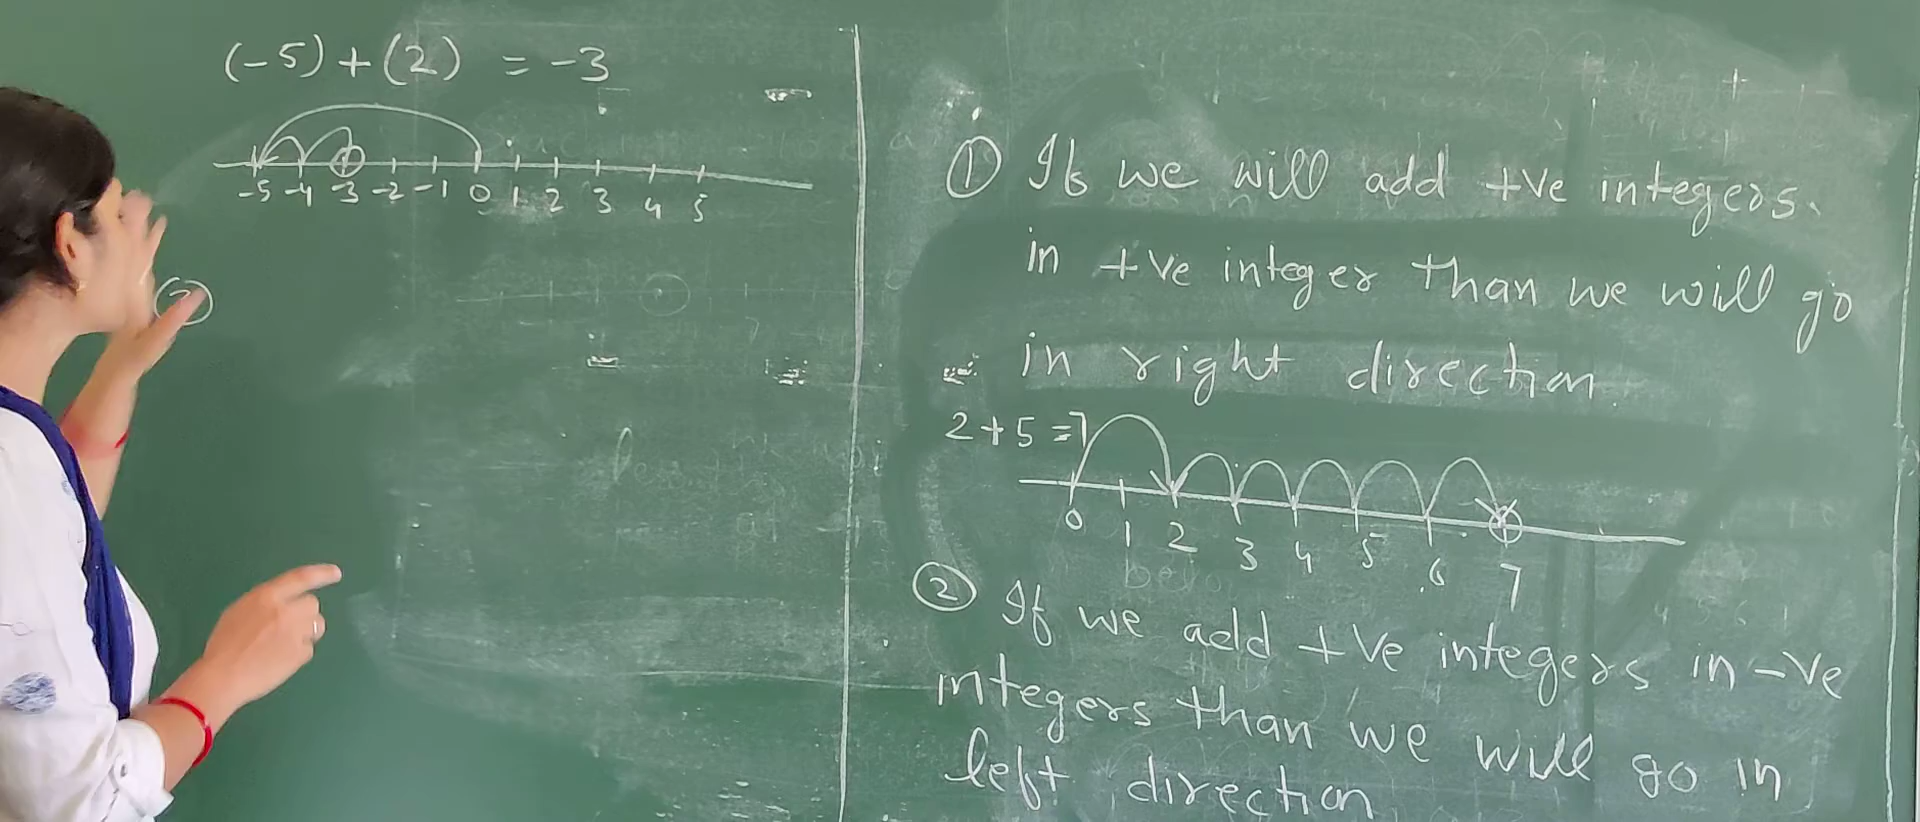 (-5)+(2) = -3
-5 -4 -3 -2 -1 0 1 2 3 4 5
① If we will add +ve integers
in +ve integer than we will go
in right direction.
2+5=7
0 1 2 3 4 5 6 7
② If we add +ve integers in -ve
integers than we will go in
left direction